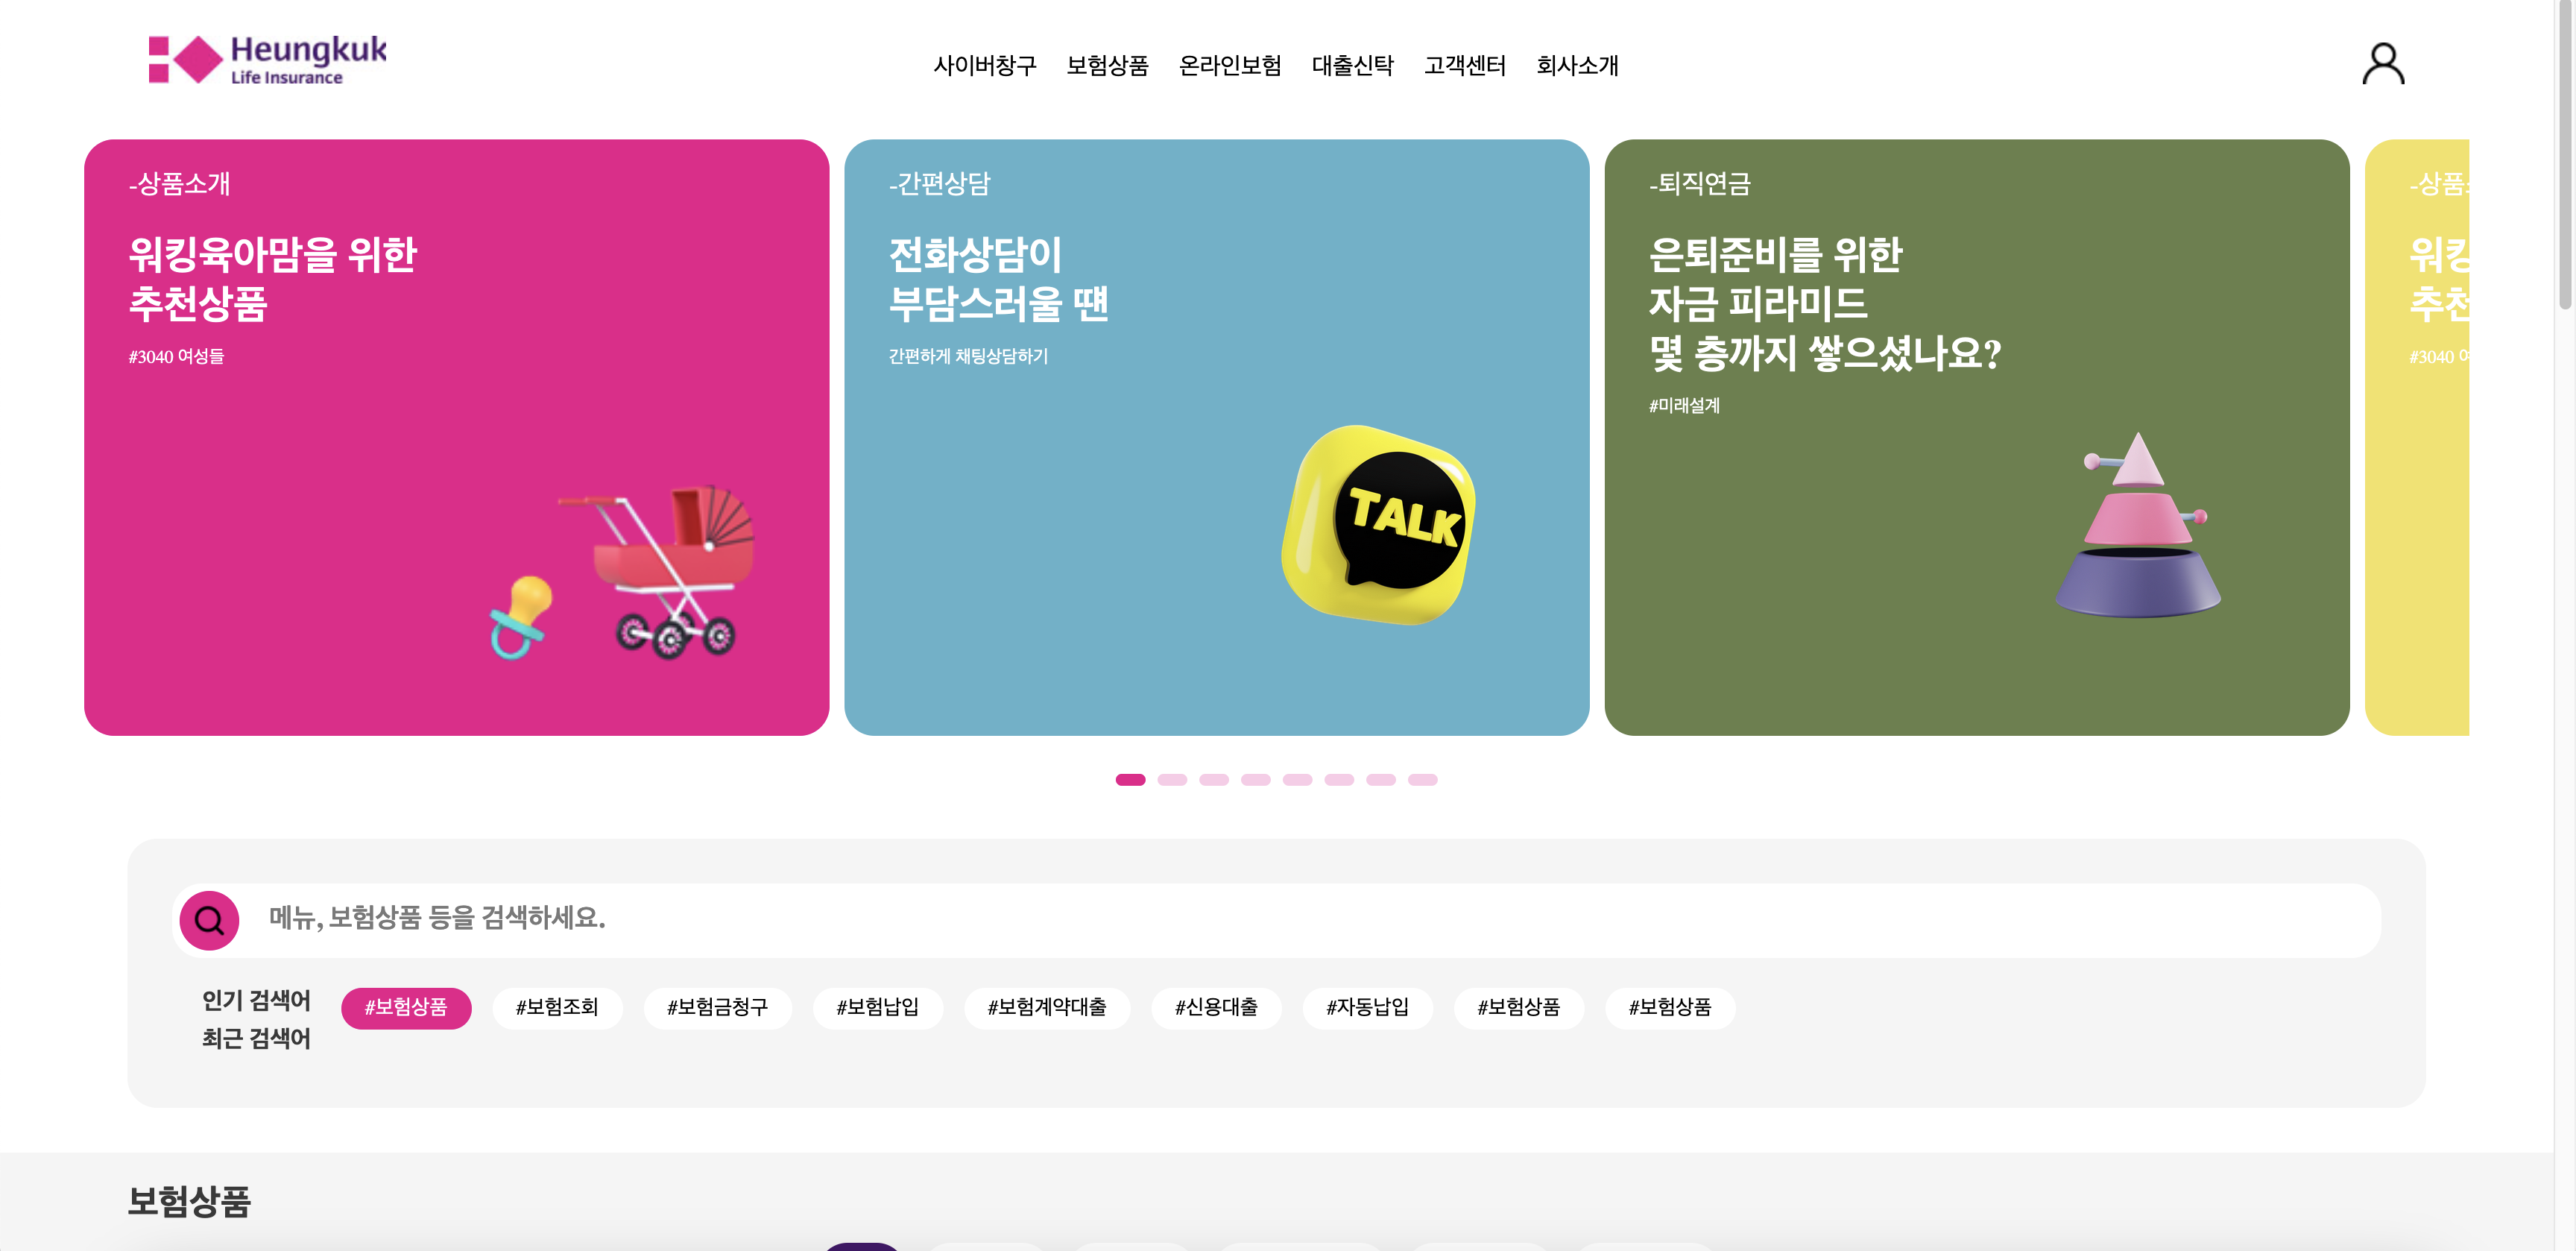 Heungkuk
Life Insurance
사이버창구 보험상품 온라인보험 대출신탁 고객센터 회사소개
-상품소개
워킹육아맘을 위한
추천상품
#3040 여성들
-간편상담
전화상담이
부담스러울 떈
간편하게 채팅상담하기
TALK
-퇴직연금
은퇴준비를 위한
자금 피라미드
몇 층까지 쌓으셨나요?
#미래설계
-상품
워킹
추천
#3040
메뉴, 보험상품 등을 검색하세요.
인기 검색어
최근 검색어
#보험상품 #보험조회 #보험금청구 #보험납입 #보험계약대출 #신용대출 #자동납입 #보험상품 #보험상품
보험상품